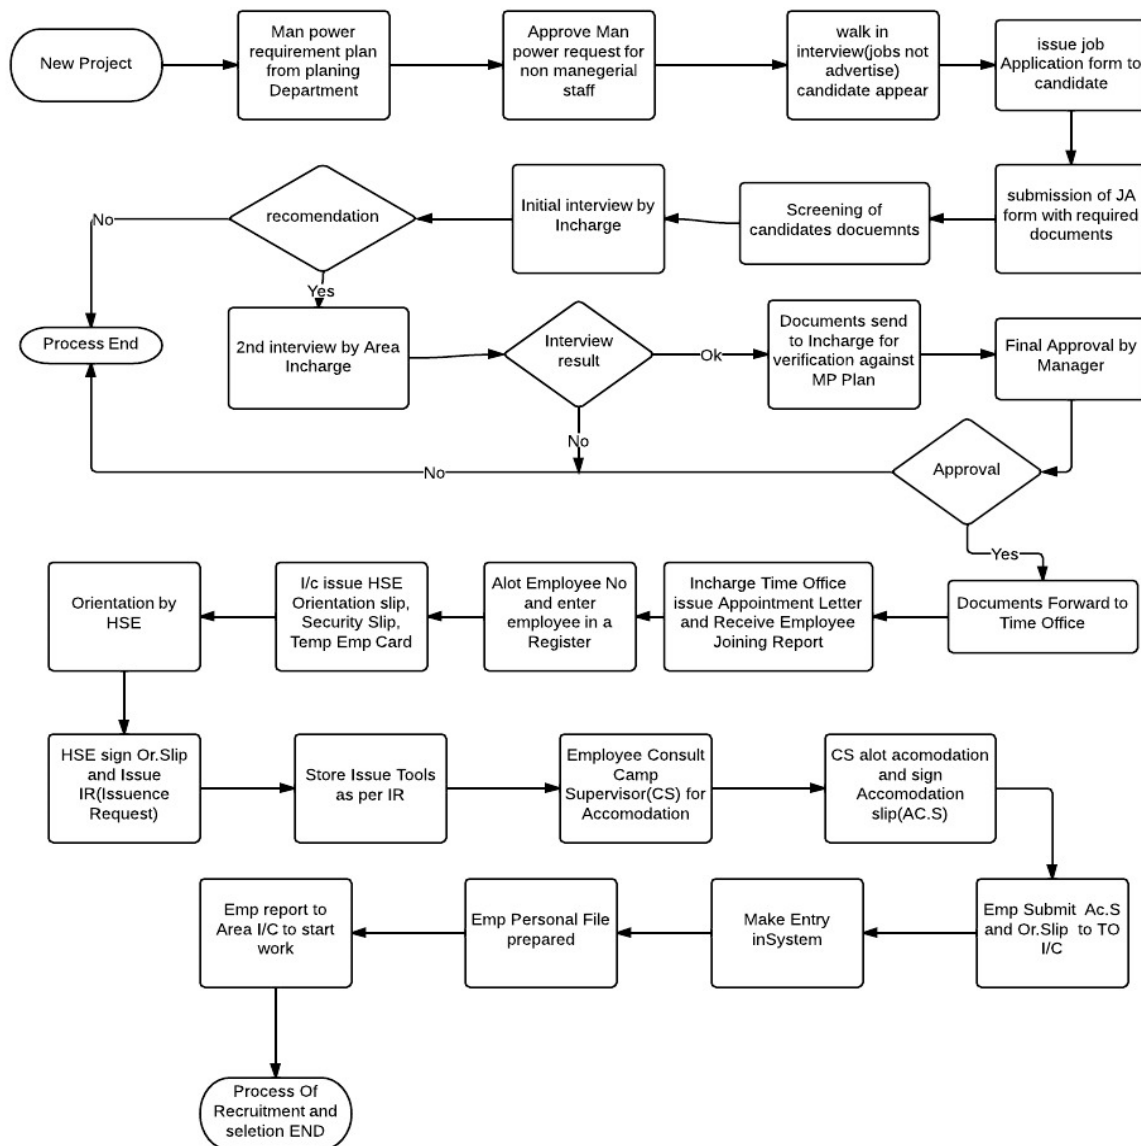 New Project
Man power
requirement plan
from planing
Department
Approve Man
power request for
non manegerial
staff
walk in
interview(jobs not
advertise)
candidate appear
issue job
Application form to
candidate
submission of JA
form with required
documents
Screening of
candidates docuemnts
Initial interview by
Incharge
recomendation
No
Yes
Process End
2nd interview by Area
Incharge
Interview
result
Ok
No
Documents send
to Incharge for
verification against
MP Plan
Final Approval by
Manager
Approval
No
Yes
Documents Forward to
Time Office
Incharge Time Office
issue Appointment Letter
and Receive Employee
Joining Report
Alot Employee No
and enter
employee in a
Register
I/c issue HSE
Orientation slip,
Security Slip,
Temp Emp Card
Orientation by
HSE
HSE sign Or.Slip
and Issue
IR(Issuence
Request)
Store Issue Tools
as per IR
Employee Consult
Camp
Supervisor(CS) for
Accomodation
CS alot acomodation
and sign
Accomodation
slip(AC.S)
Emp Submit Ac.S
and Or.Slip to TO
I/C
Make Entry
inSystem
Emp Personal File
prepared
Emp report to
Area I/C to start
work
Process Of
Recruitment and
seletion END